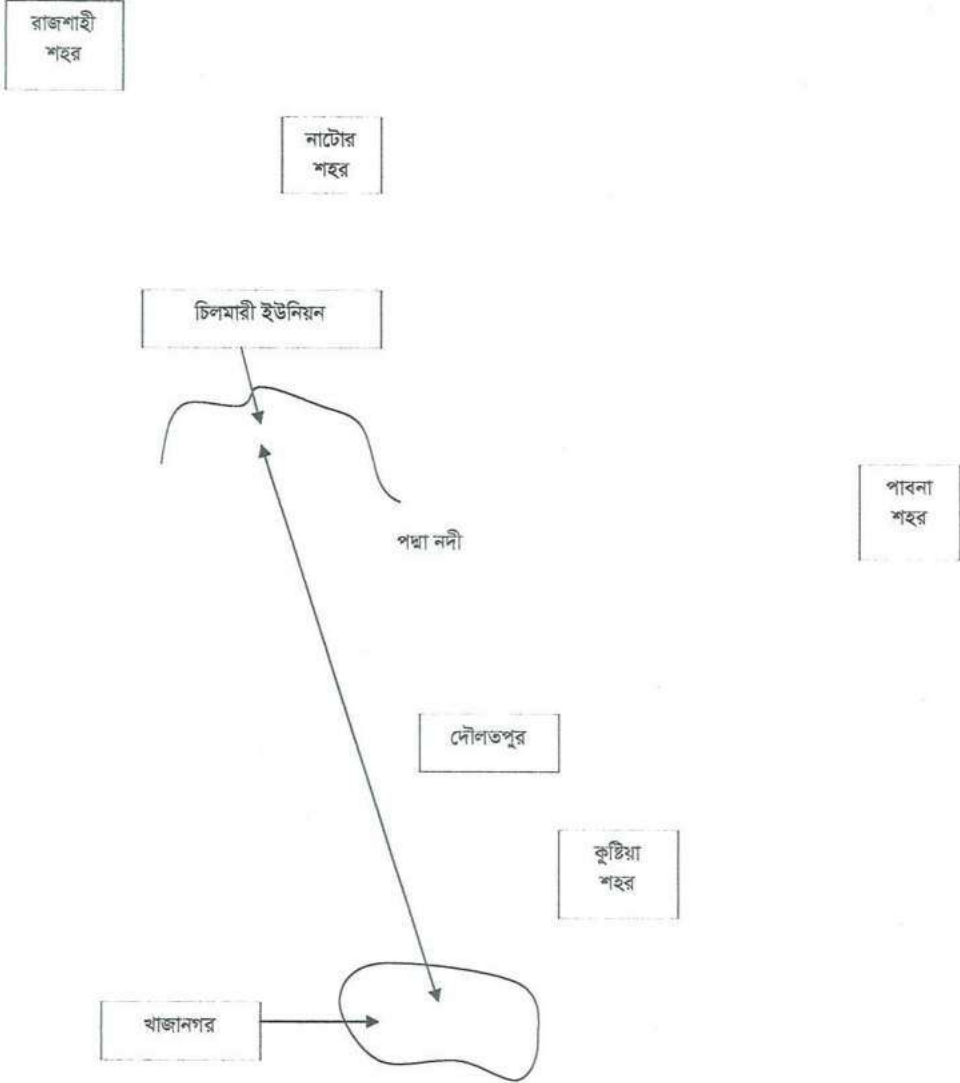 রাজশাহী
শহর
নাটোর
শহর
চিলমারী ইউনিয়ন
পাবনা
শহর
পদ্মা নদী
দৌলতপুর
কুষ্টিয়া
শহর
খাজানগর